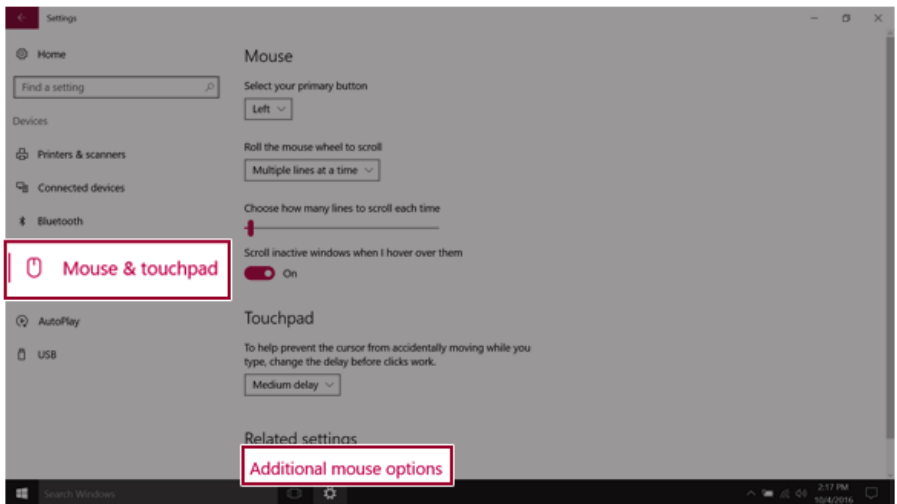 Settings
Home
Find a setting
Devices
Printers & scanners
Connected devices
Bluetooth
Mouse & touchpad
AutoPlay
USB
Mouse
Select your primary button
Left
Roll the mouse wheel to scroll
Multiple lines at a time
Choose how many lines to scroll each time
Scroll inactive windows when I hover over them
On
Touchpad
To help prevent the cursor from accidentally moving while you
type, change the delay before clicks work.
Medium delay
Related settings
Additional mouse options
Search Windows
2:17 PM
10/4/2016